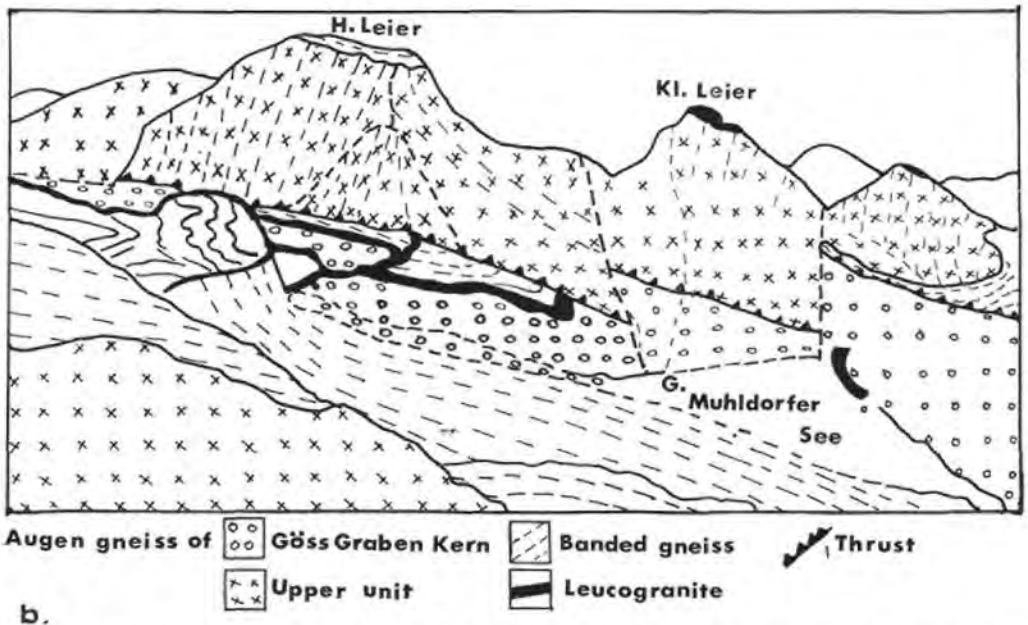 H. Leier
Kl. Leier
G.
Muhldorfer
See
Augen gneiss of Göss Graben Kern Banded gneiss Thrust
Upper unit Leucogranite
b.